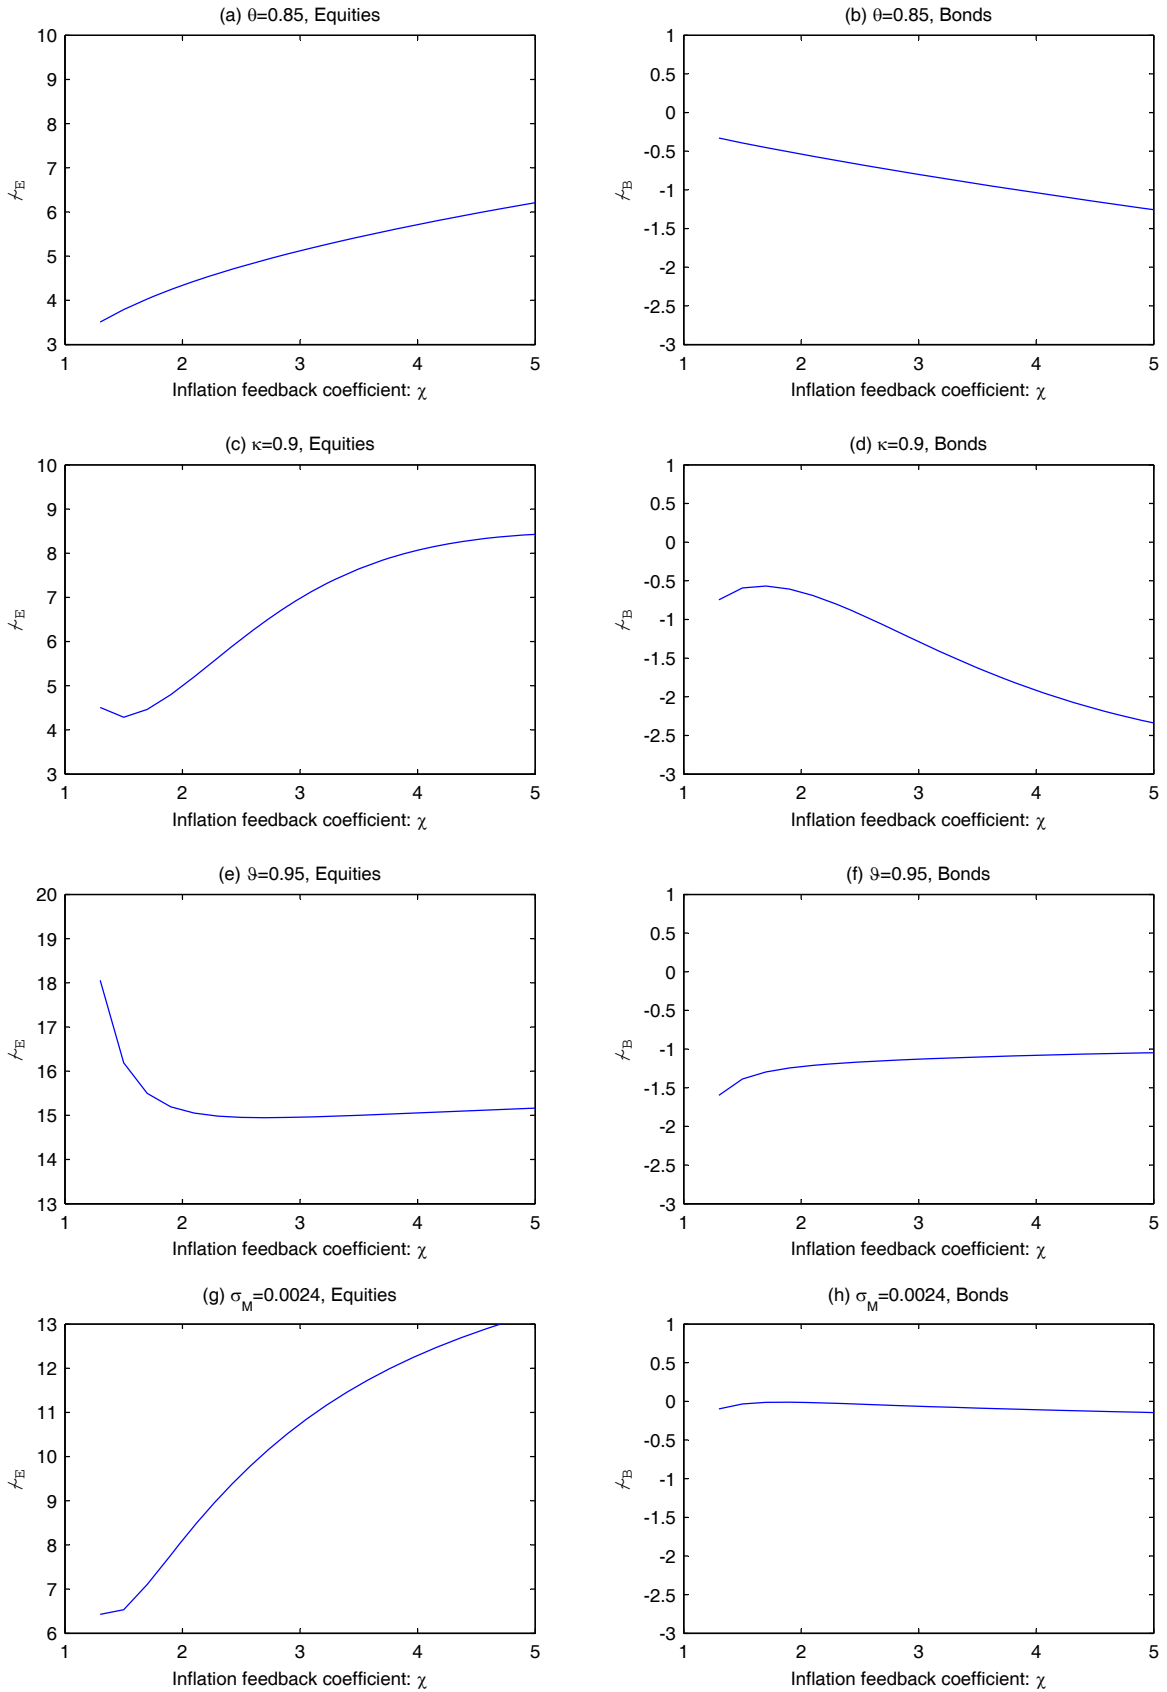 (a) θ=0.85, Equities
10
9
8
7
6
5
4
3
1 2 3 4 5
Inflation feedback coefficient: χ
(b) θ=0.85, Bonds
1
0.5
0
-0.5
-1
-1.5
-2
-2.5
-3
B
1 2 3 4 5
Inflation feedback coefficient: χ
(c) κ=0.9, Equities
10
9
8
7
6
5
4
3
E
1 2 3 4 5
Inflation feedback coefficient: χ
(d) κ=0.9, Bonds
1
0.5
0
-0.5
-1
-1.5
-2
-2.5
-3
B
1 2 3 4 5
Inflation feedback coefficient: χ
(e) ϑ=0.95, Equities
20
19
18
17
16
15
14
13
E
1 2 3 4 5
Inflation feedback coefficient: χ
(f) ϑ=0.95, Bonds
1
0.5
0
-0.5
-1
-1.5
-2
-2.5
-3
B
1 2 3 4 5
Inflation feedback coefficient: χ
(g) σM=0.0024, Equities
13
12
11
10
9
8
7
6
E
1 2 3 4 5
Inflation feedback coefficient: χ
(h) σM=0.0024, Bonds
1
0.5
0
-0.5
-1
-1.5
-2
-2.5
-3
B
1 2 3 4 5
Inflation feedback coefficient: χ